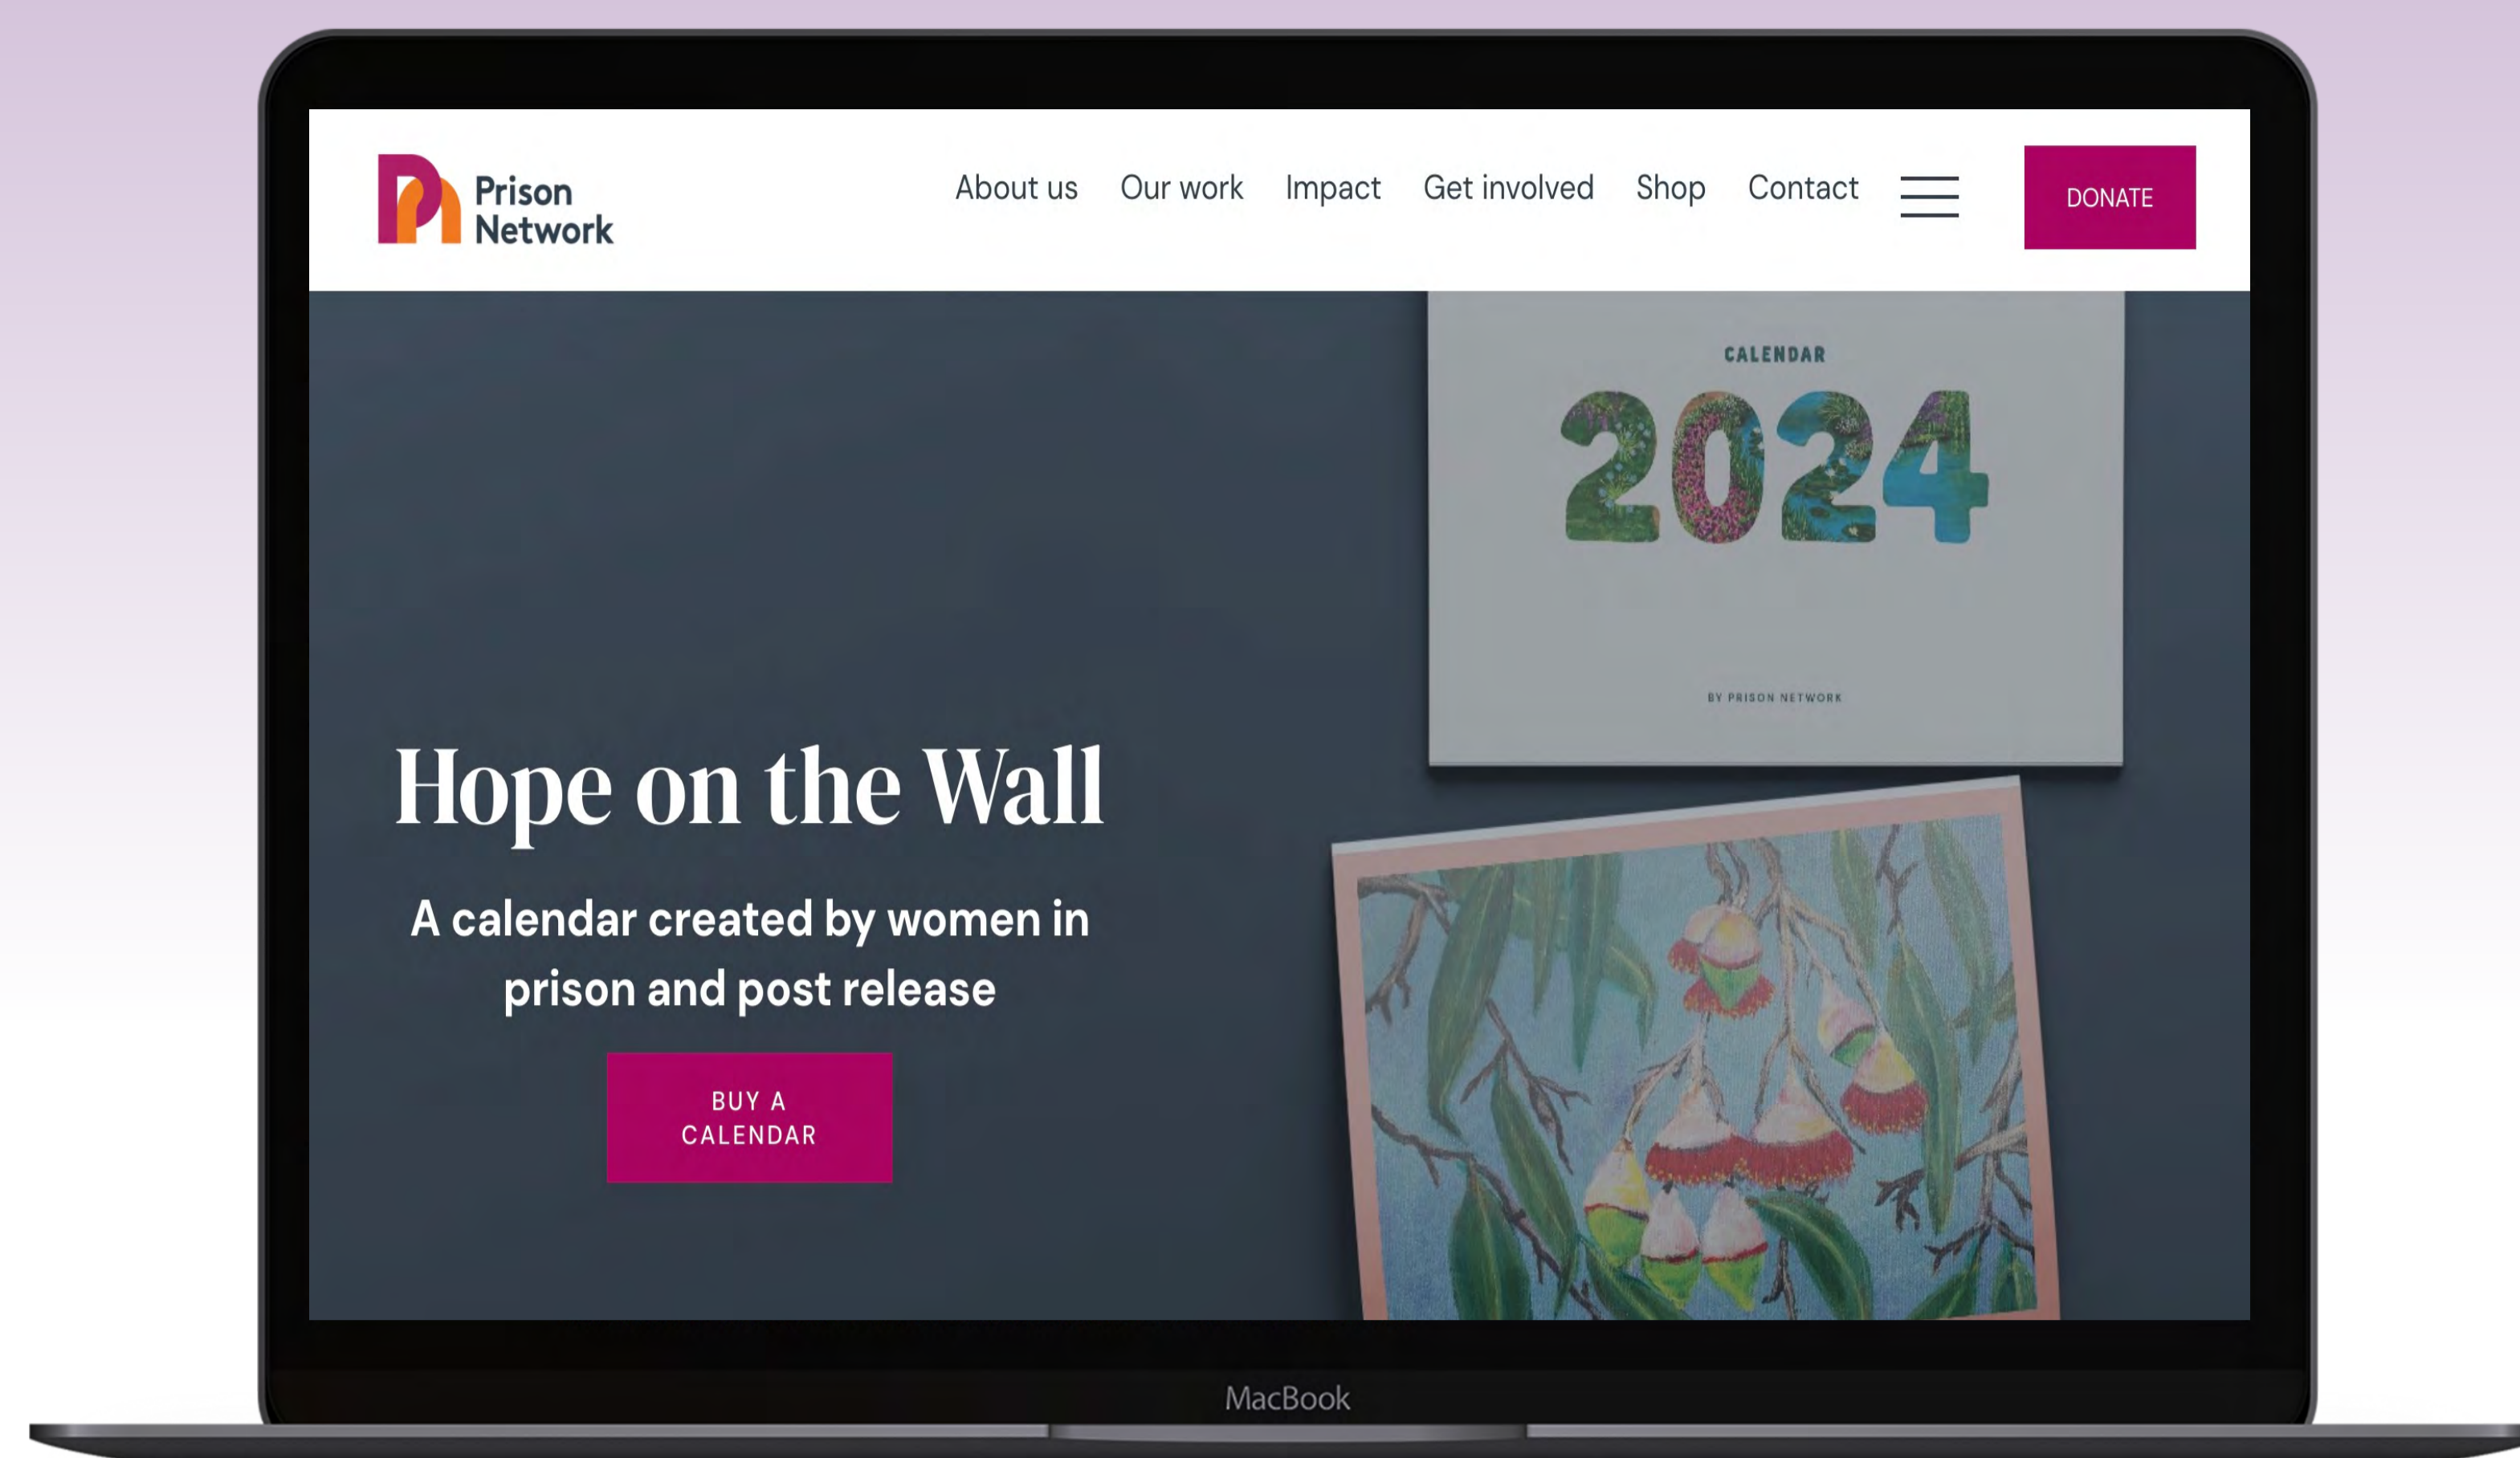 Prison
Network
About us
Our work
Impact
Get involved
Shop
Contact
DONATE
CALENDAR
2024
BY PRISON NETWORK
Hope on the Wall
A calendar created by women in
prison and post release
BUY A
CALENDAR
MacBook